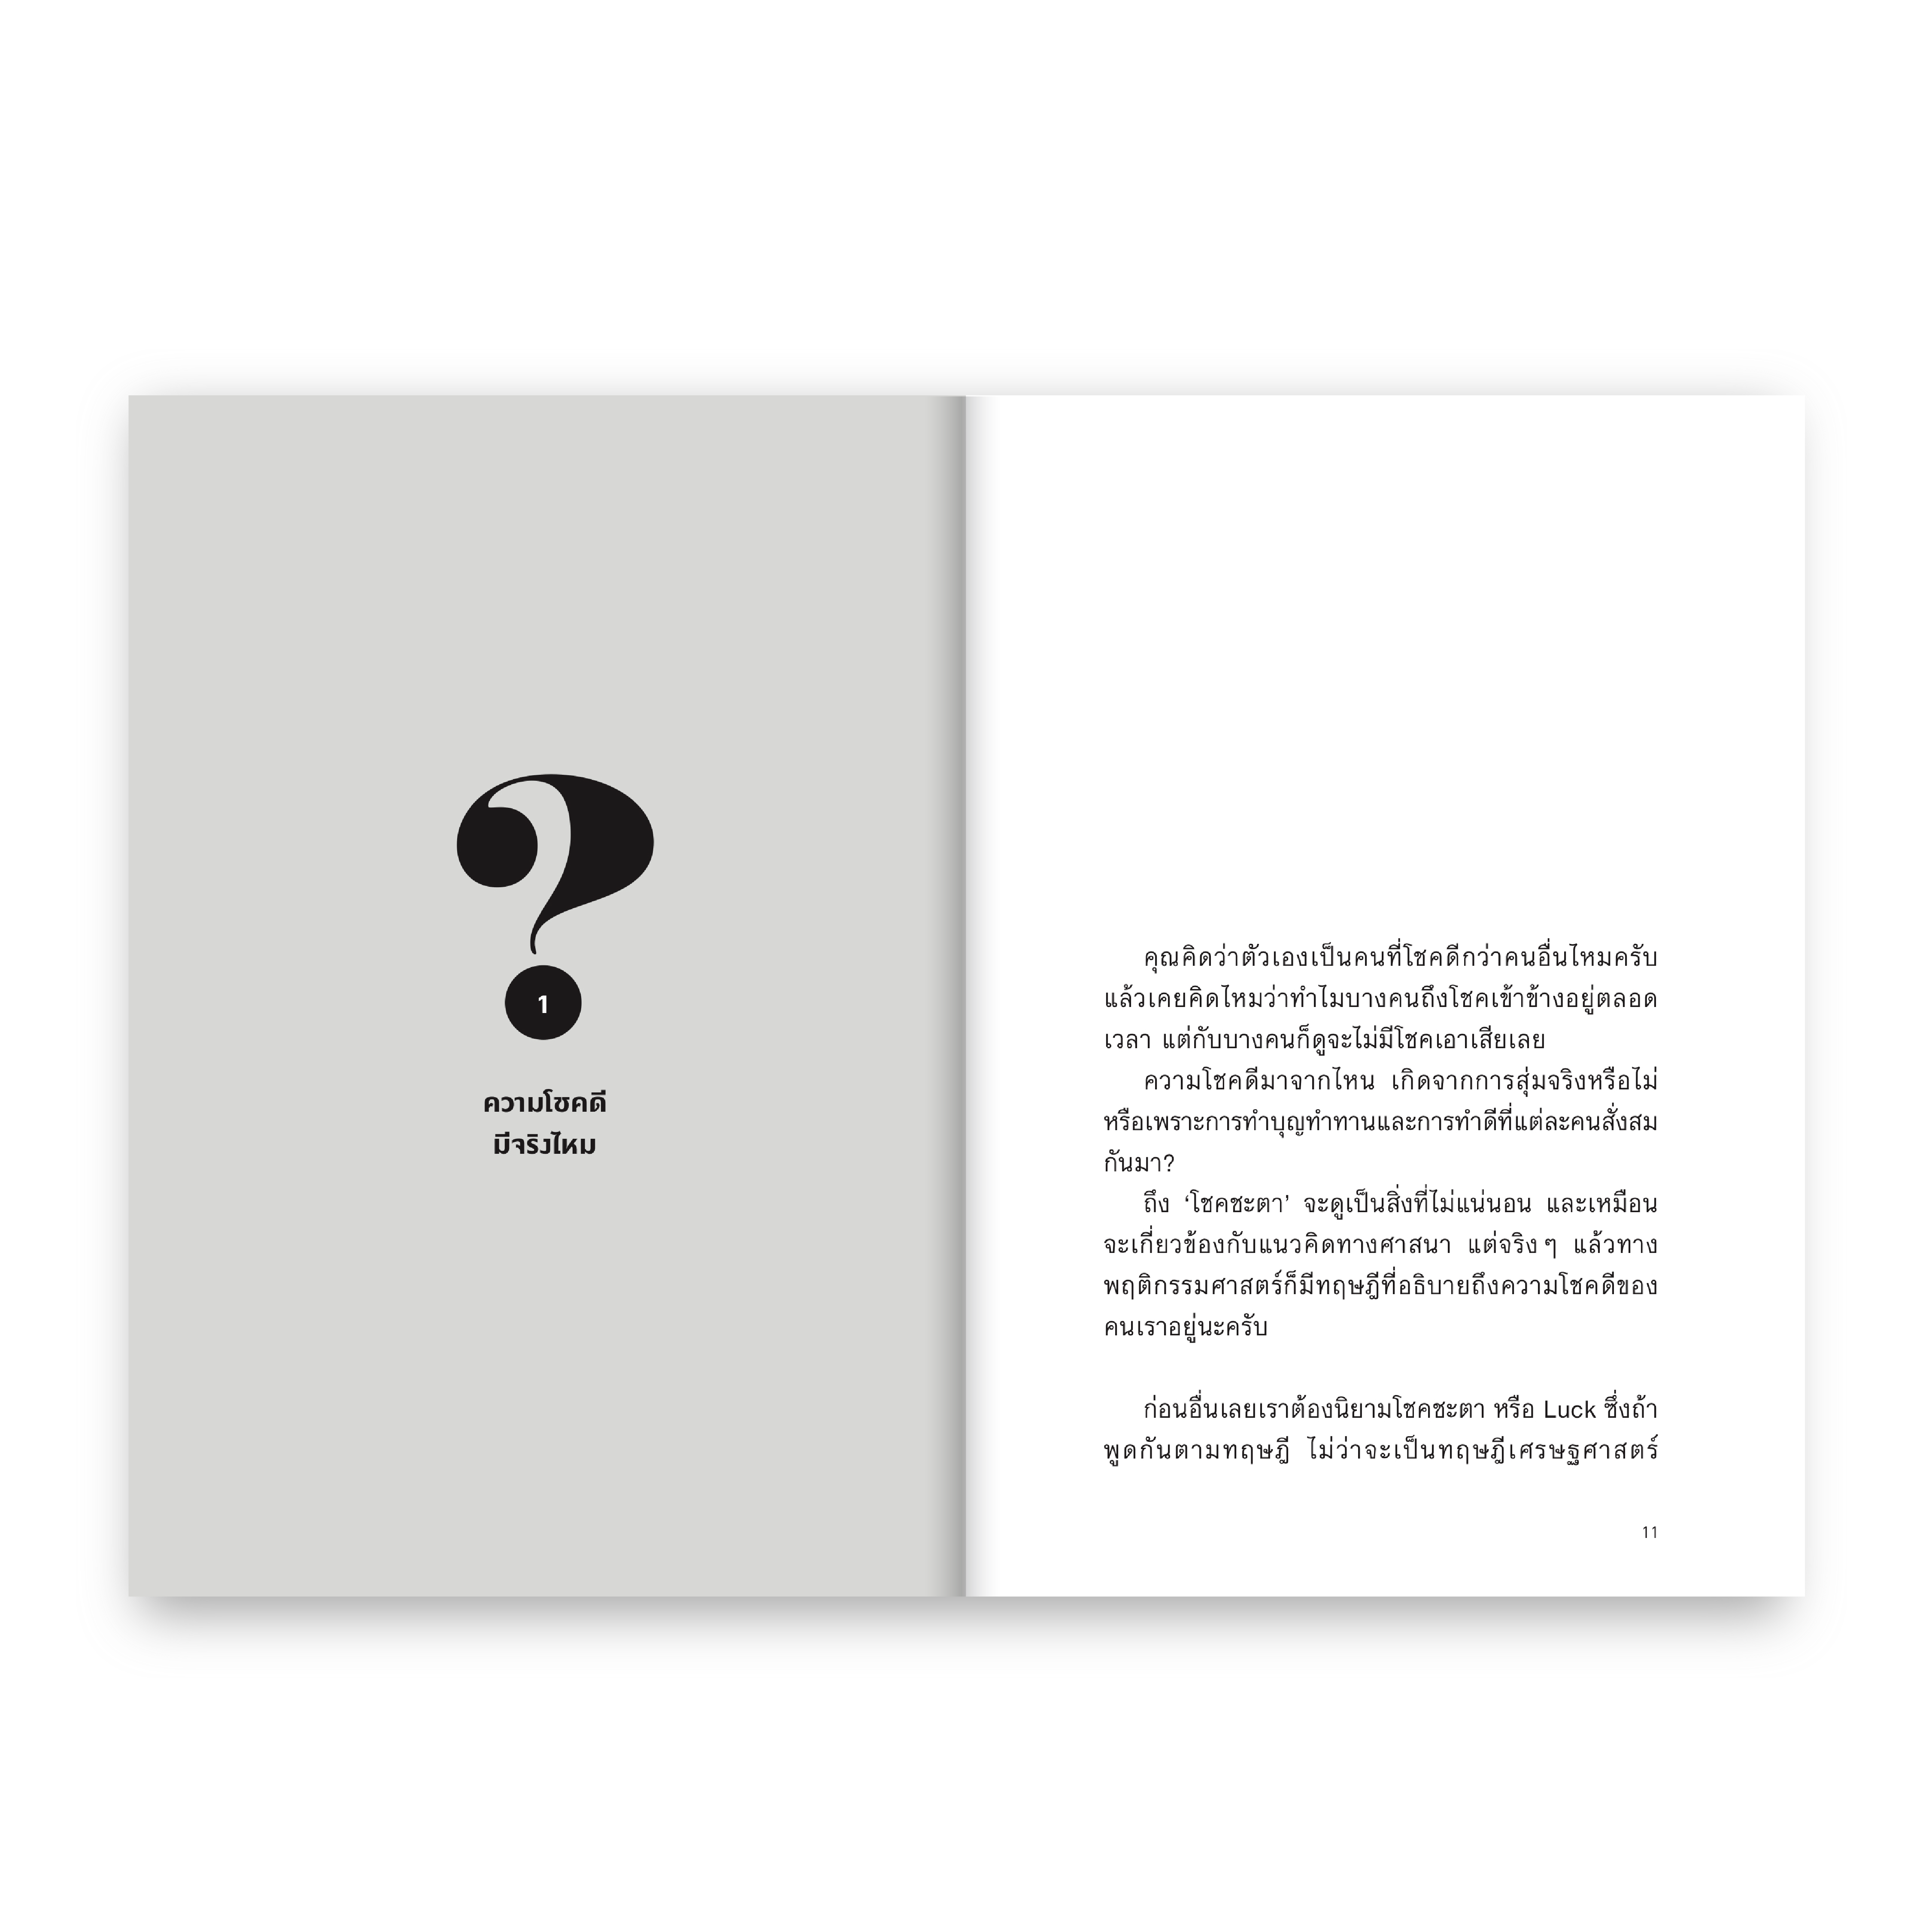 ?
1
ความโชคดี
มีจริงไหม
คุณคิดว่าตัวเองเป็นคนที่โชคดีกว่าคนอื่นไหมครับ
แล้วเคยคิดไหมว่าทำไมบางคนถึงโชคเข้าข้างอยู่ตลอด
เวลา แต่กับบางคนก็ดูจะไม่มีโชคเอาเสียเลย
ความโชคดีมาจากไหน เกิดจากการสุ่มจริงหรือไม่
หรือเพราะการทำบุญทำทานและการทำดีที่แต่ละคนสั่งสม
กันมา?
ถึง ‘โชคชะตา’ จะดูเป็นสิ่งที่ไม่แน่นอน และเหมือน
จะเกี่ยวข้องกับแนวคิดทางศาสนา แต่จริง ๆ แล้วทาง
พฤติกรรมศาสตร์ก็มีทฤษฎีที่อธิบายถึงความโชคดีของ
คนเราอยู่นะครับ
ก่อนอื่นเลยเราต้องนิยามโชคชะตา หรือ Luck ซึ่งถ้า
พูดกันตามทฤษฎี ไม่ว่าจะเป็นทฤษฎีเศรษฐศาสตร์
11